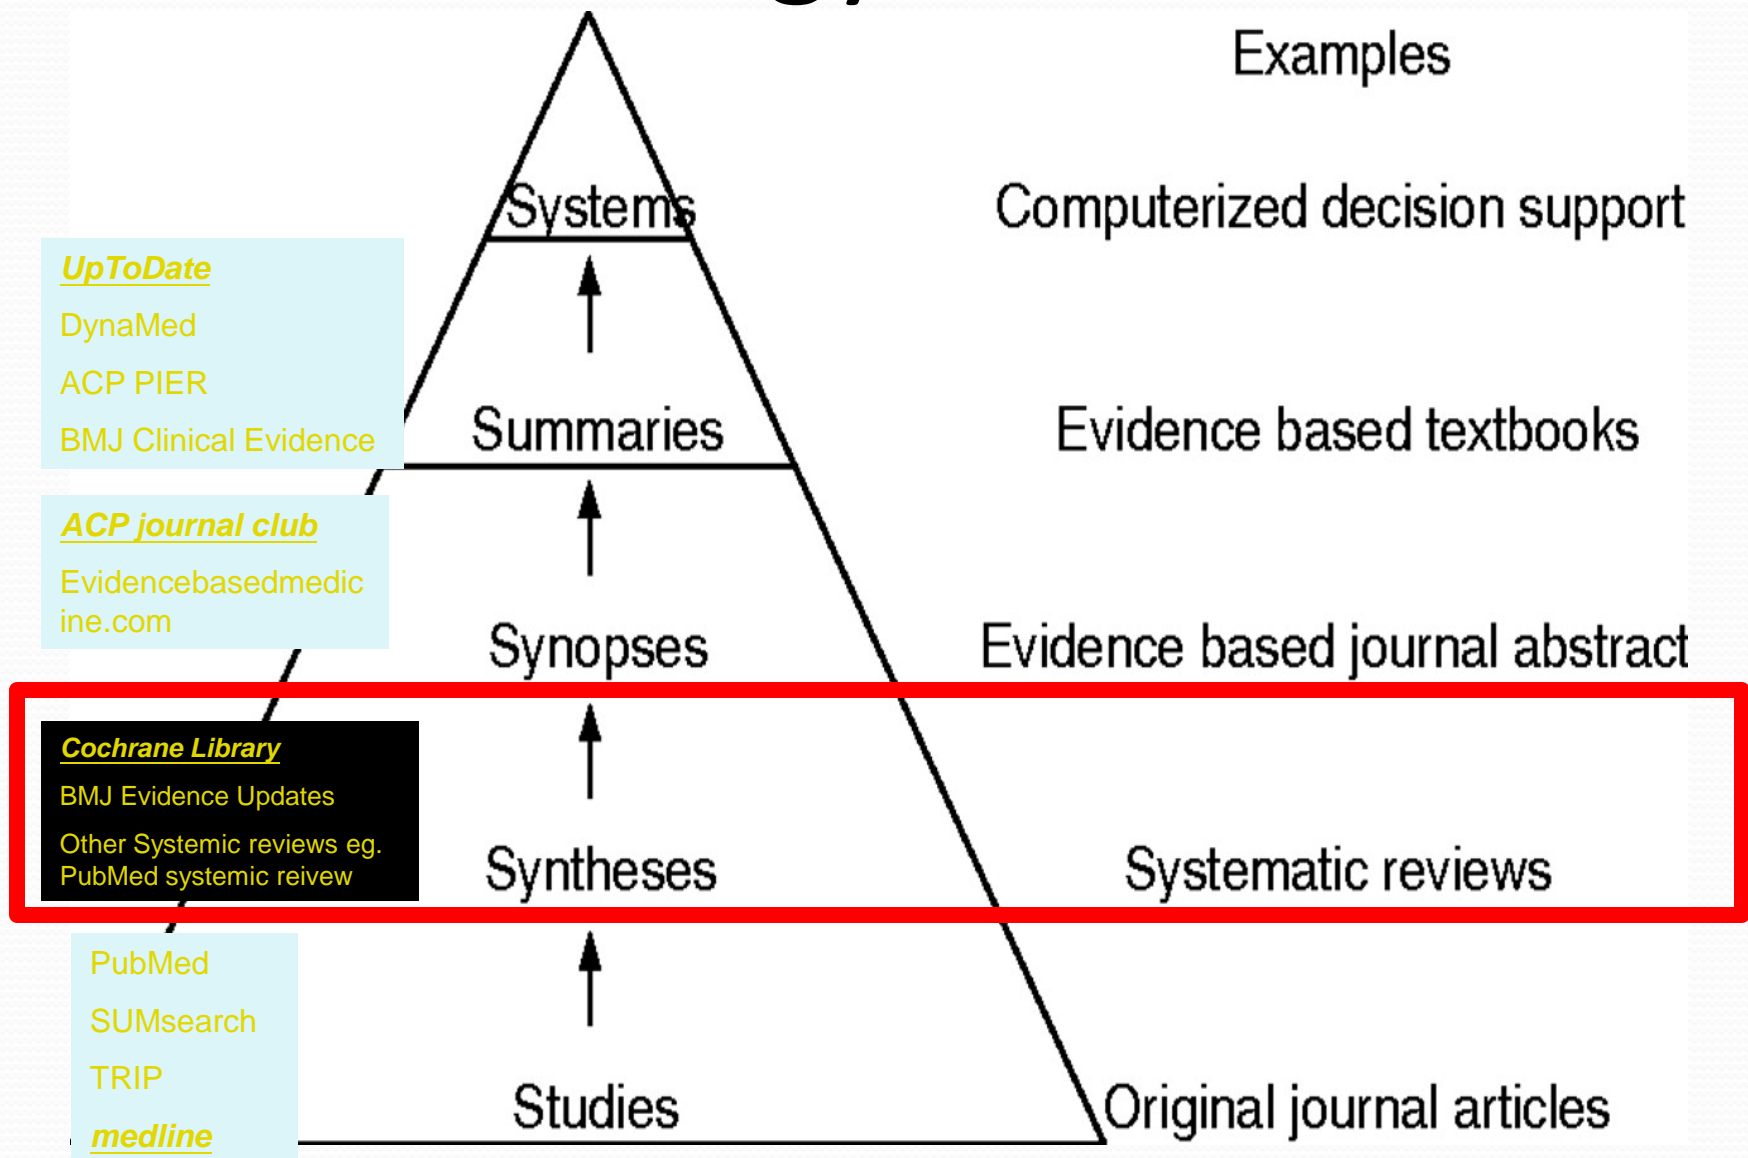 Examples
Systems
Computerized decision support
UpToDate
DynaMed
ACP PIER
BMJ Clinical Evidence
Summaries
Evidence based textbooks
ACP journal club
Evidencebasedmedic
ine.com
Synopses
Evidence based journal abstract
Cochrane Library
BMJ Evidence Updates
Other Systemic reviews eg.
PubMed systemic reivew
Syntheses
Systematic reviews
PubMed
SUMsearch
TRIP
medline
Studies
Original journal articles